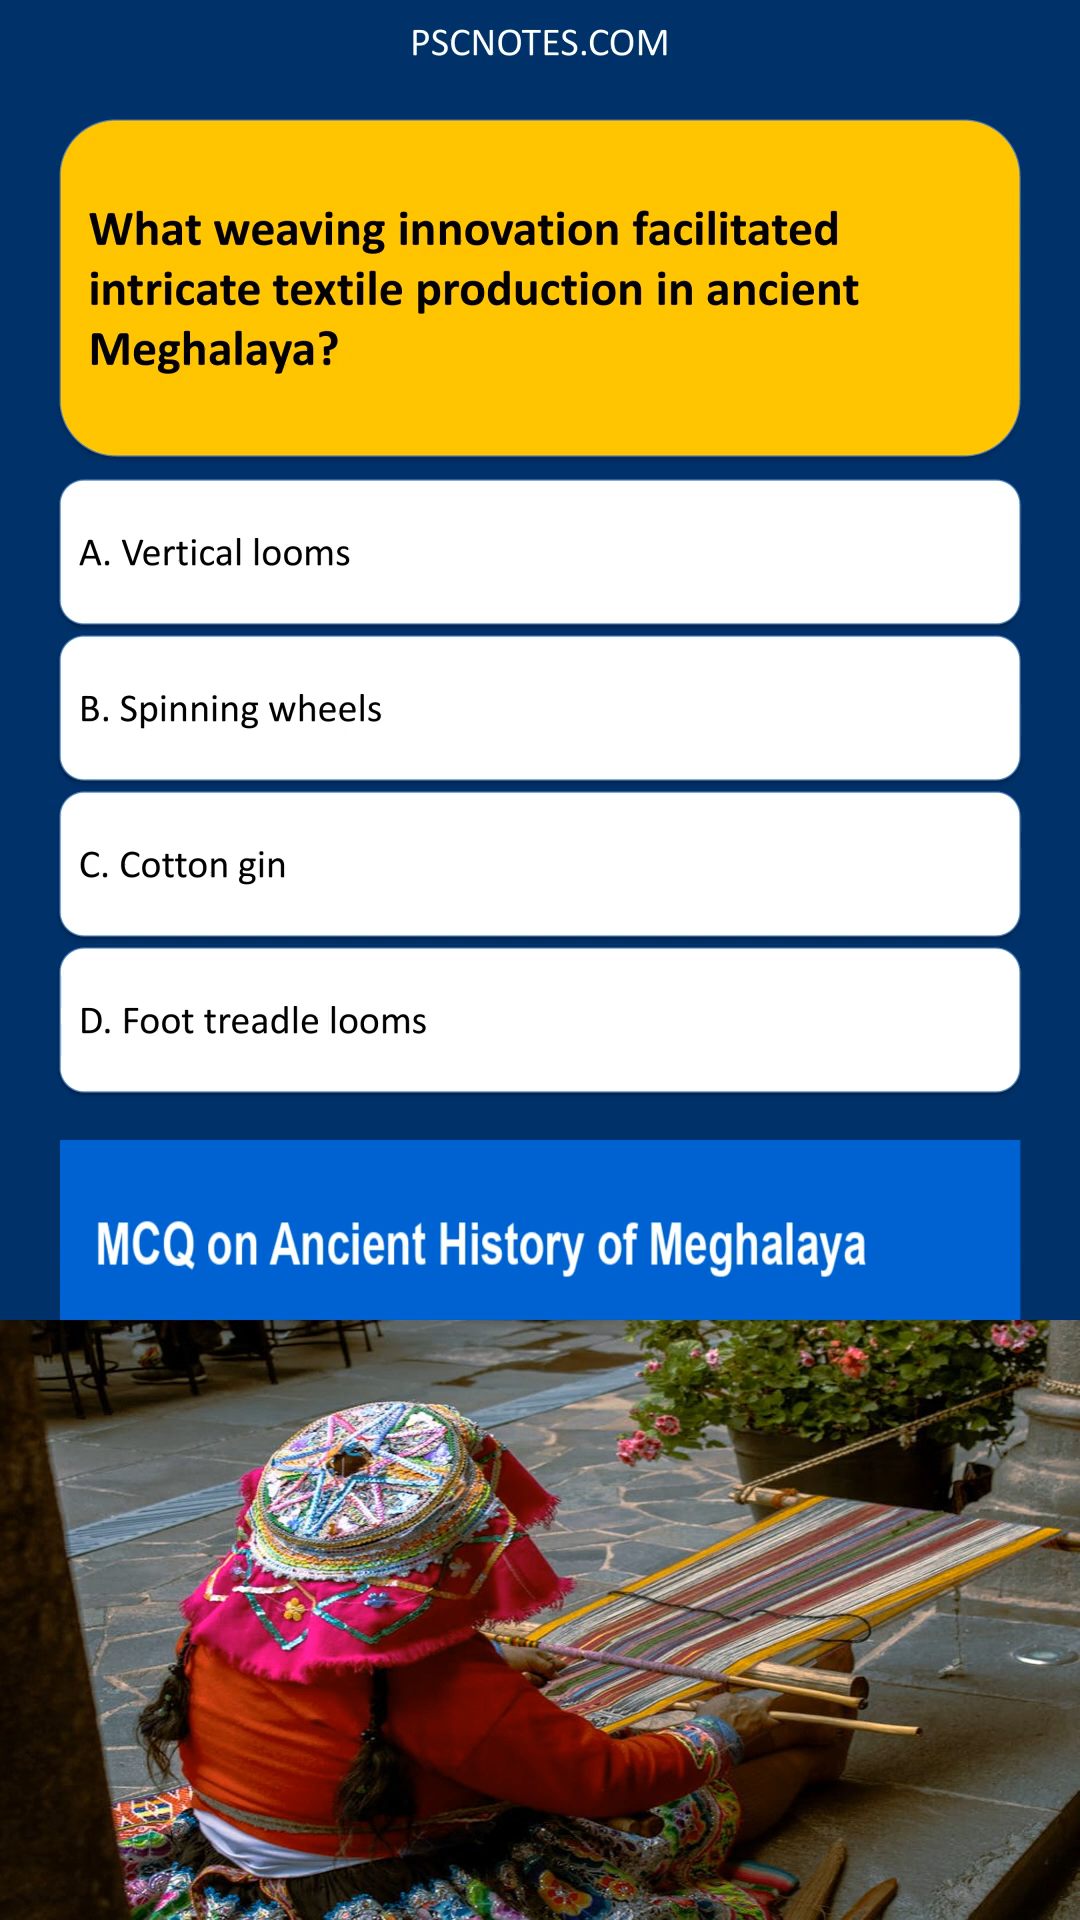 PSCNOTES.COM
What weaving innovation facilitated
intricate textile production in ancient
Meghalaya?
A. Vertical looms
B. Spinning wheels
C. Cotton gin
D. Foot treadle looms
MCQ on Ancient History of Meghalaya